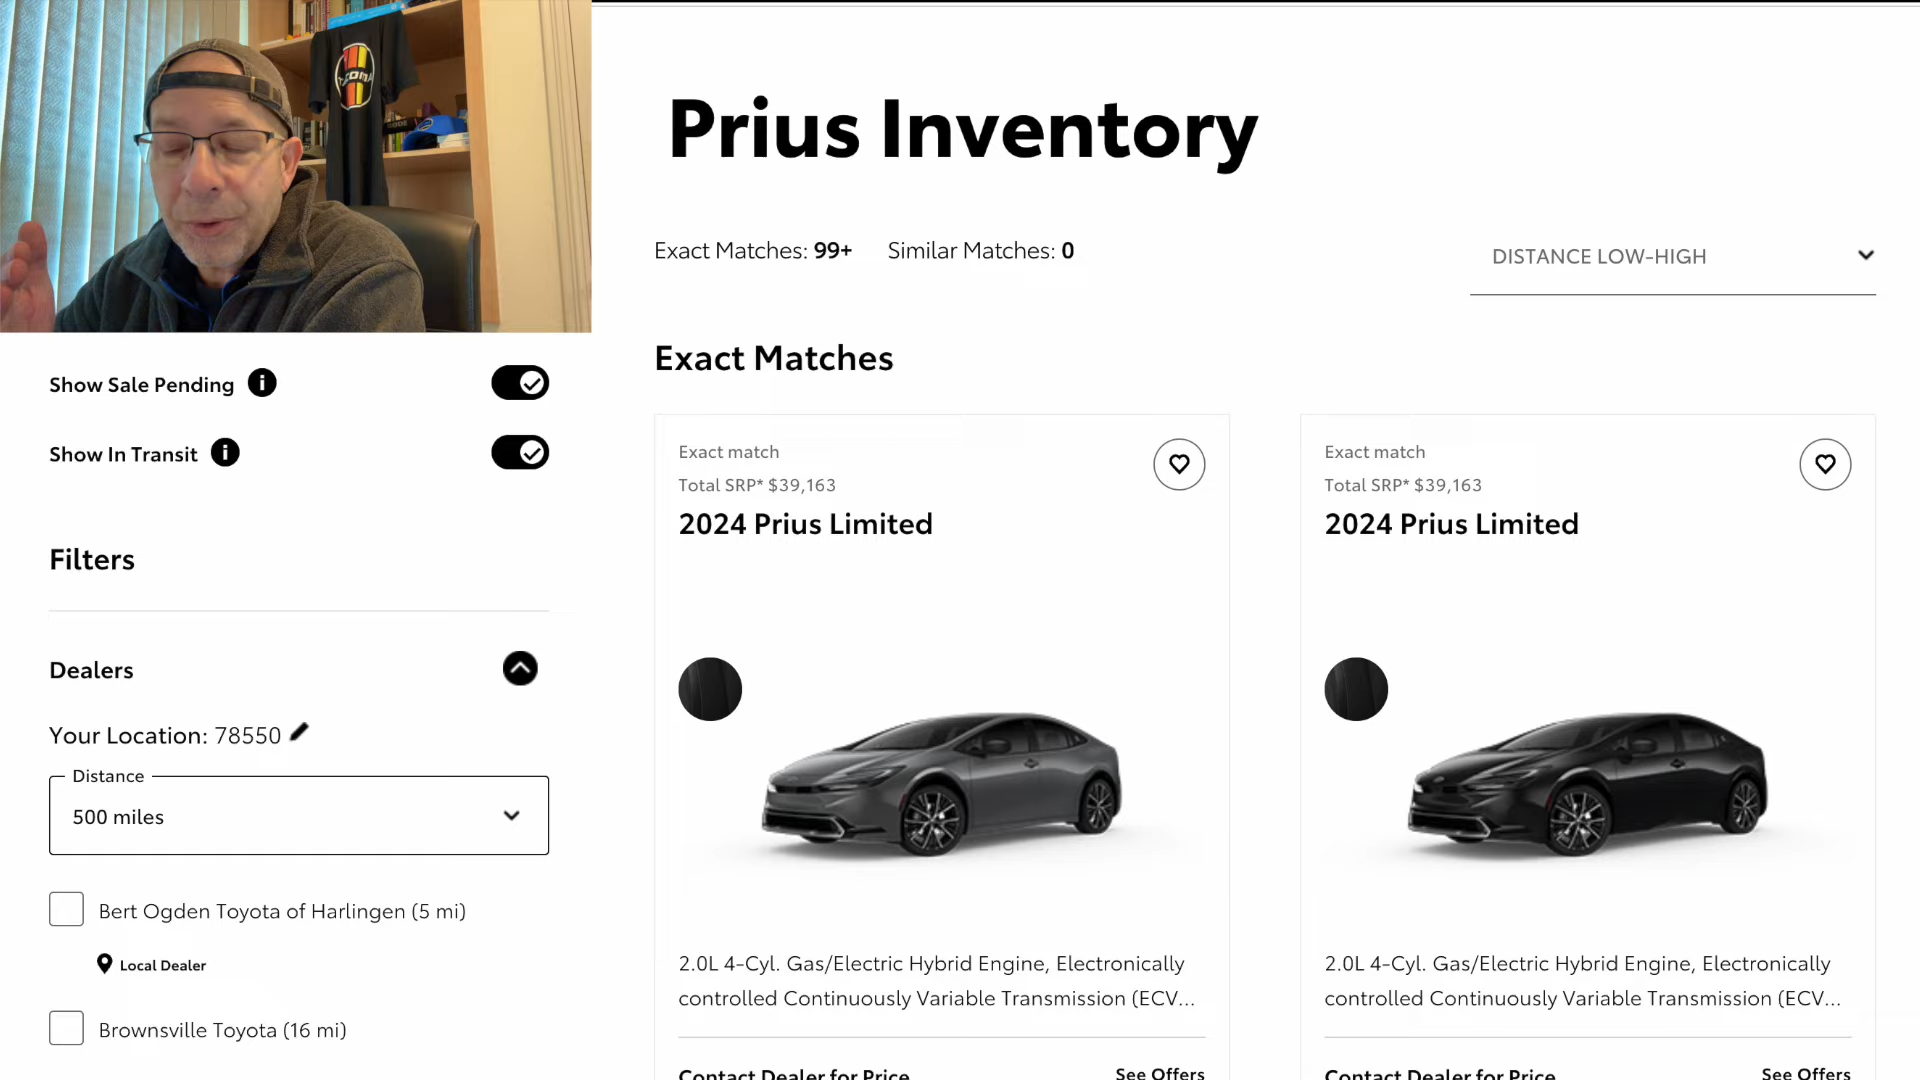 Prius Inventory
Exact Matches: 99+ Similar Matches: 0
DISTANCE LOW-HIGH
Show Sale Pending
Show In Transit
Filters
Dealers
Your Location: 78550
Distance
500 miles
Bert Ogden Toyota of Harlingen (5 mi)
Local Dealer
Brownsville Toyota (16 mi)
Exact Matches
Exact match
Total SRP* $39,163
2024 Prius Limited
2.0L 4-Cyl. Gas/Electric Hybrid Engine, Electronically
controlled Continuously Variable Transmission (ECV...
Contact Dealer for Price
See Offers
Exact match
Total SRP* $39,163
2024 Prius Limited
2.0L 4-Cyl. Gas/Electric Hybrid Engine, Electronically
controlled Continuously Variable Transmission (ECV...
Contact Dealer for Price
See Offers